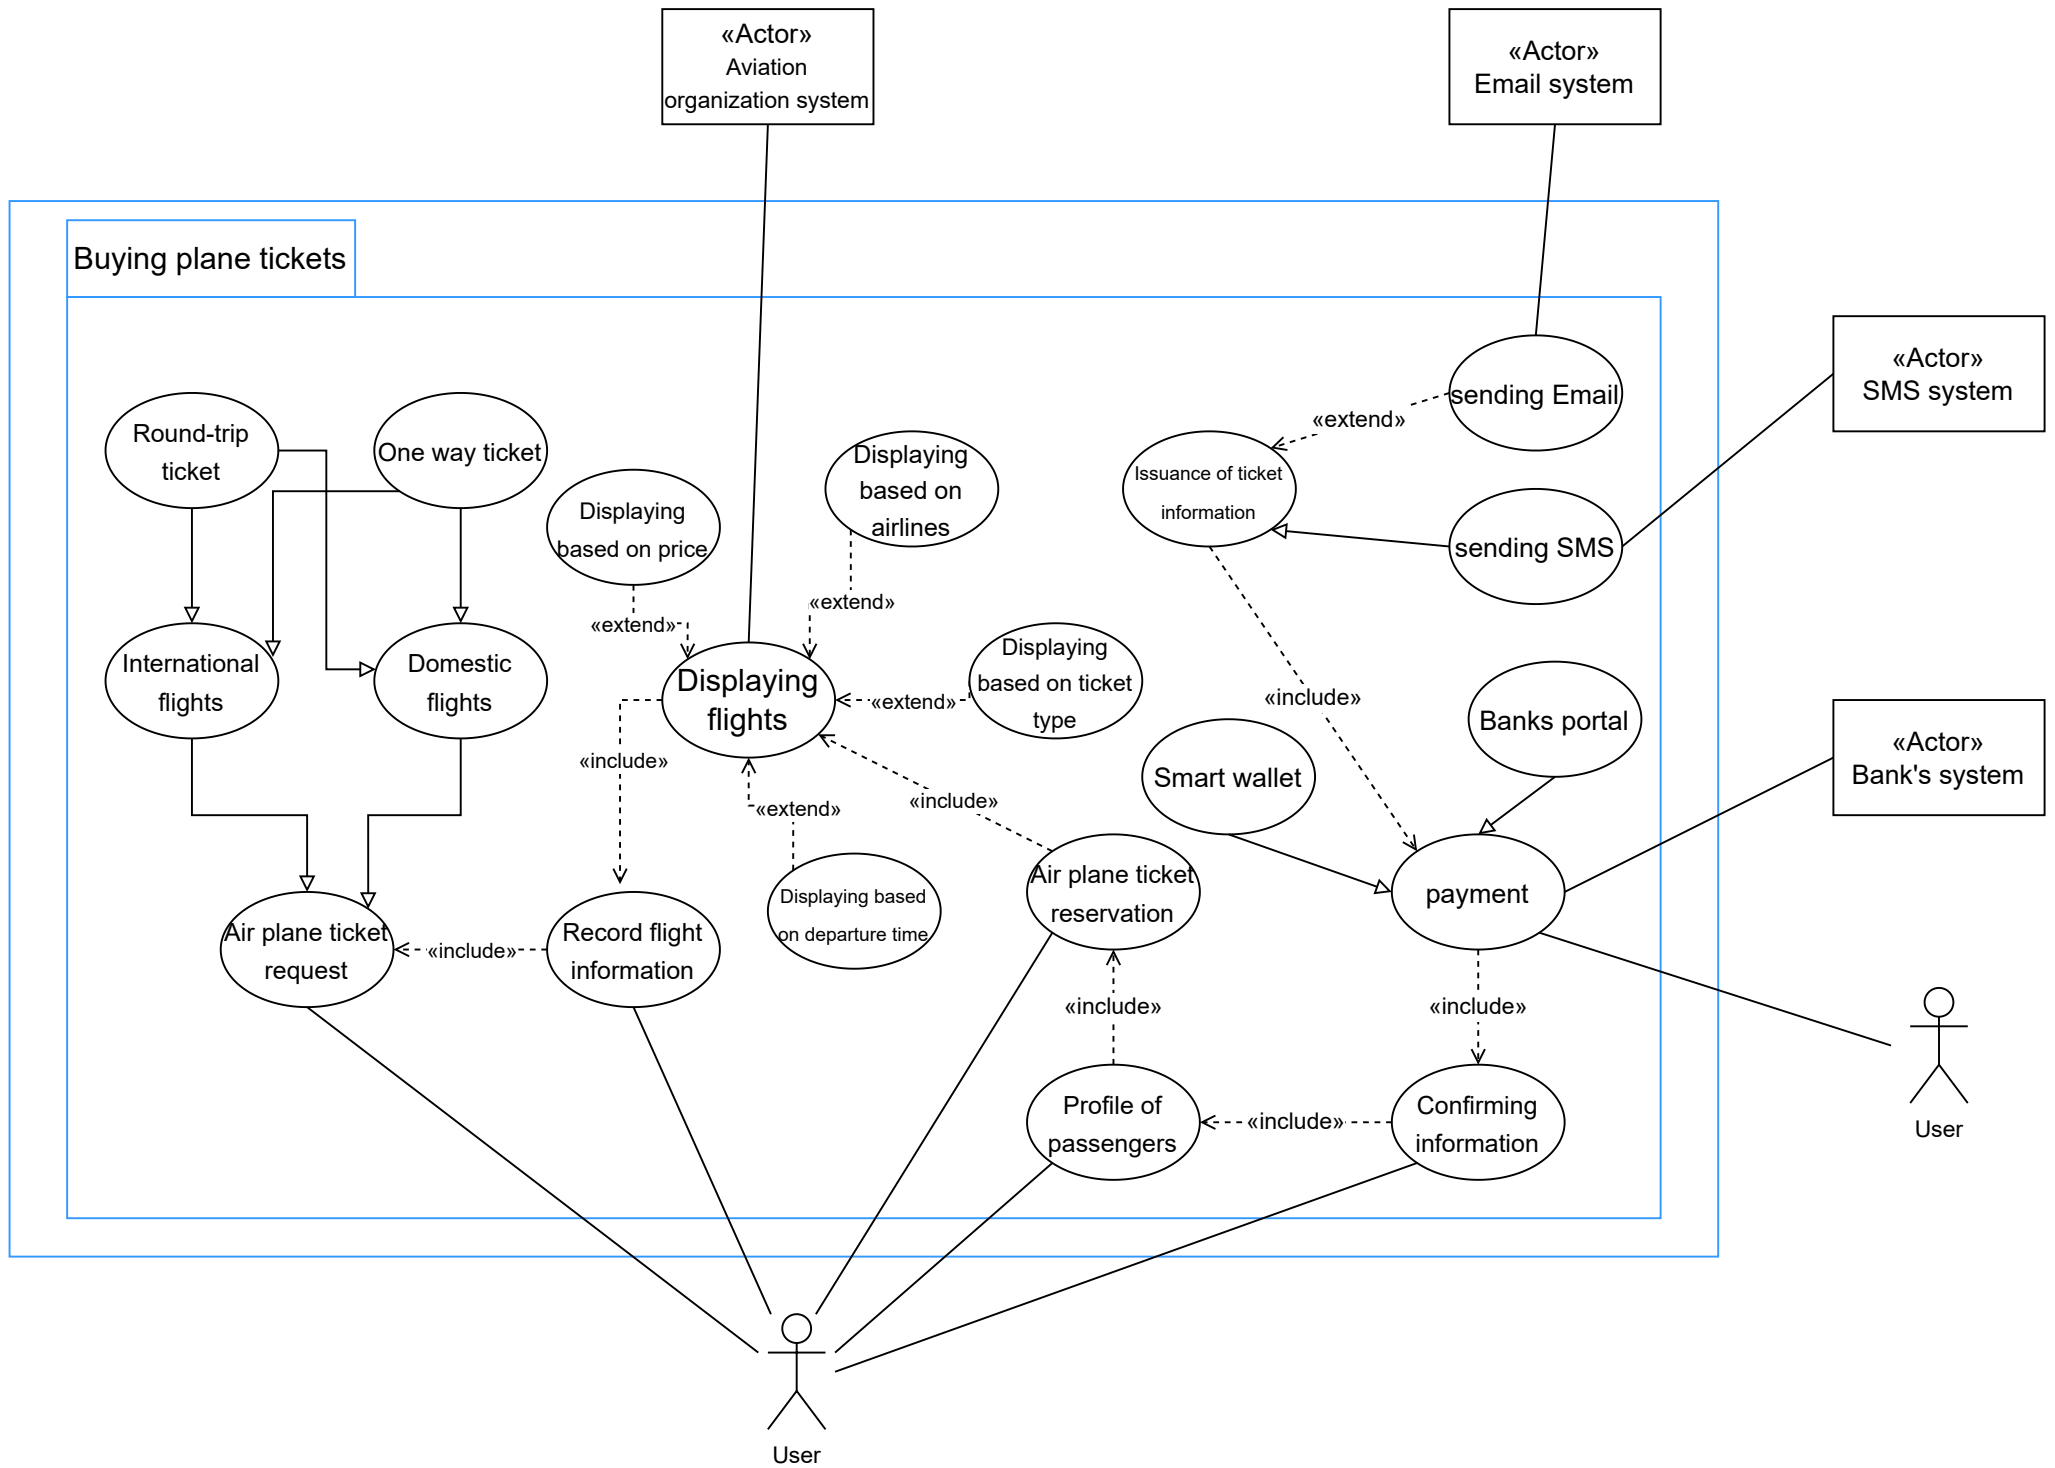 «Actor»
Aviation
organization system
«Actor»
Email system
Buying plane tickets
«Actor»
SMS system
sending Email
«extend»
Round-trip
ticket
One way ticket
Displaying
based on
airlines
Issuance of ticket
information
Displaying
based on price
sending SMS
«extend»
«extend»
International
flights
Domestic
flights
Displaying
flights
Displaying
based on ticket
type
«extend»
«include»
Banks portal
«Actor»
Bank's system
«include»
Smart wallet
«extend»
«include»
Air plane ticket
reservation
payment
Displaying based
on departure time
Air plane ticket
request
«include»
Record flight
information
«include»
«include»
Profile of
passengers
«include»
Confirming
information
User
User